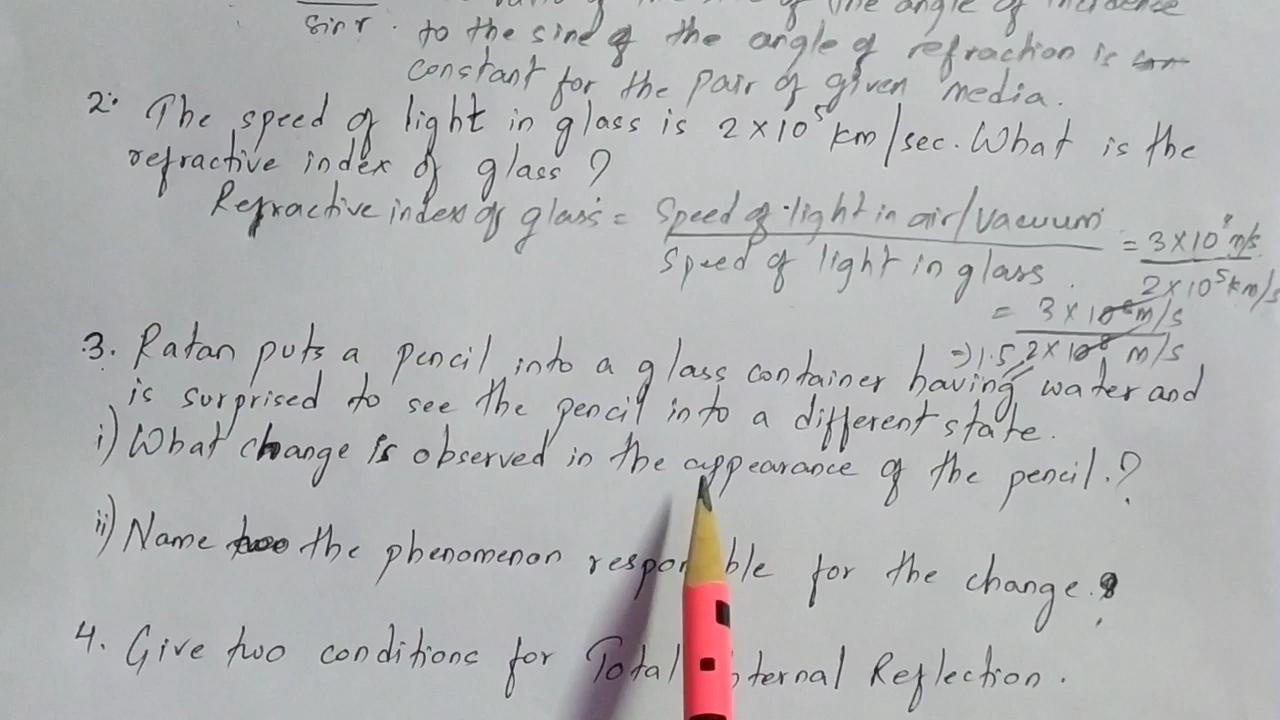 the angle of incidence
sin r. to the sine of the angle of refraction is
constant for the pair of given media.
2. The speed of light in glass is 2×10⁵ km/sec. What is the
refractive index of glass ?
Refractive index of glass = Speed of light in air/vacuum = 3×10⁸ m/s
Speed of light in glass . 2×10⁵ km/s
= 3×10⁸ m/s
⇒ 1.5 2×10⁸ m/s
3. Ratan puts a pencil into a glass container having water and
is surprised to see the pencil into a different state.
i) What change is observed in the appearance of the pencil.?
ii) Name the phenomenon responsible for the change.?
4. Give two conditions for Total Internal Reflection.